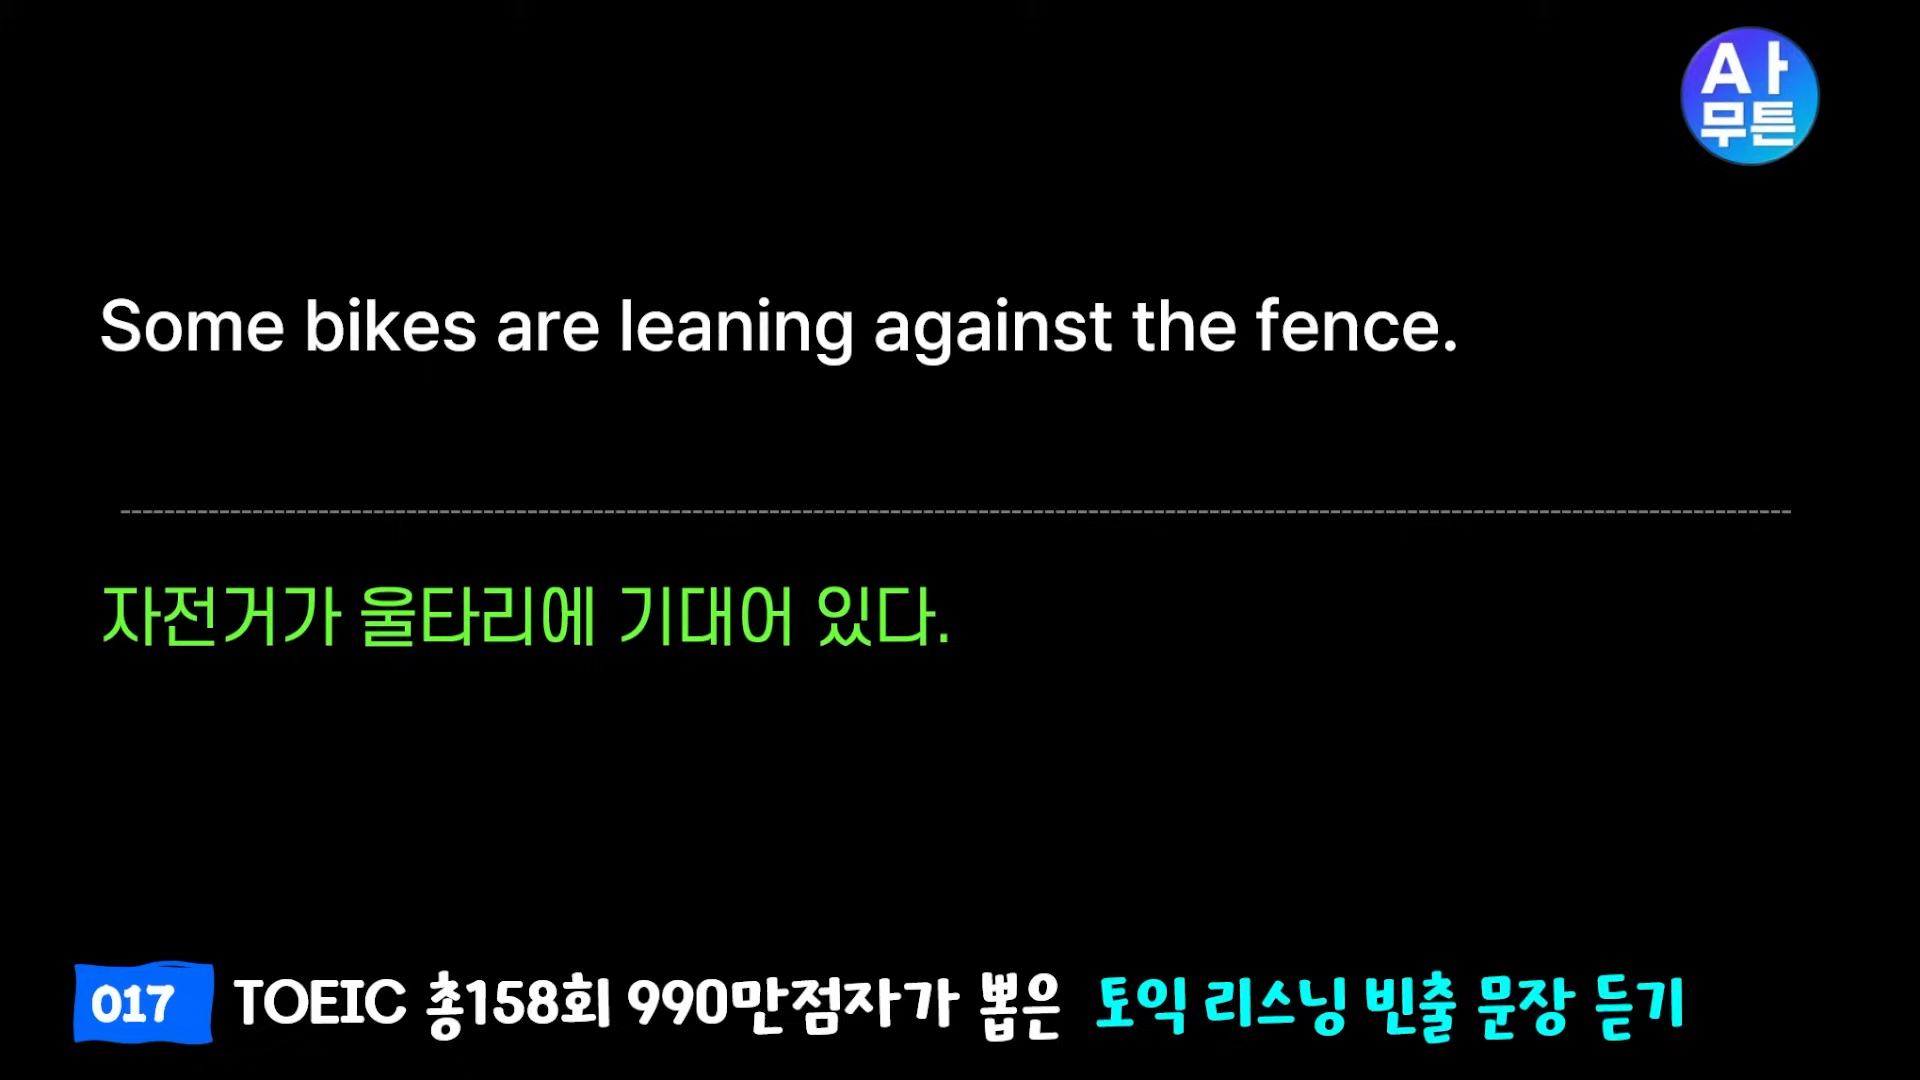 A사
무튼
Some bikes are leaning against the fence.
자전거가 울타리에 기대어 있다.
017 TOEIC 총158회 990만점자가 뽑은 토익 리스닝 빈출 문장 듣기